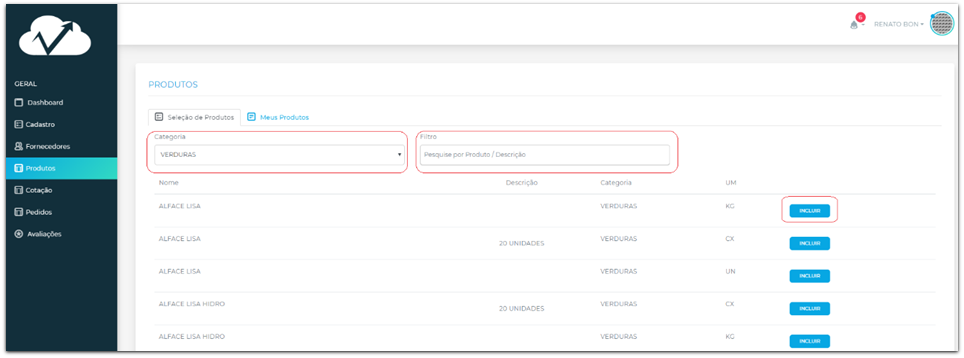 6
RENATO BON
GERAL
Dashboard
Cadastro
Fornecedores
Produtos
Cotação
Pedidos
Avaliações
PRODUTOS
Seleção de Produtos Meus Produtos
Categoria Filtro
VERDURAS Pesquise por Produto / Descrição
Nome Descrição Categoria UM
ALFACE LISA VERDURAS KG INCLUIR
ALFACE LISA 20 UNIDADES VERDURAS CX INCLUIR
ALFACE LISA VERDURAS UN INCLUIR
ALFACE LISA HIDRO 20 UNIDADES VERDURAS CX INCLUIR
ALFACE LISA HIDRO VERDURAS KG INCLUIR